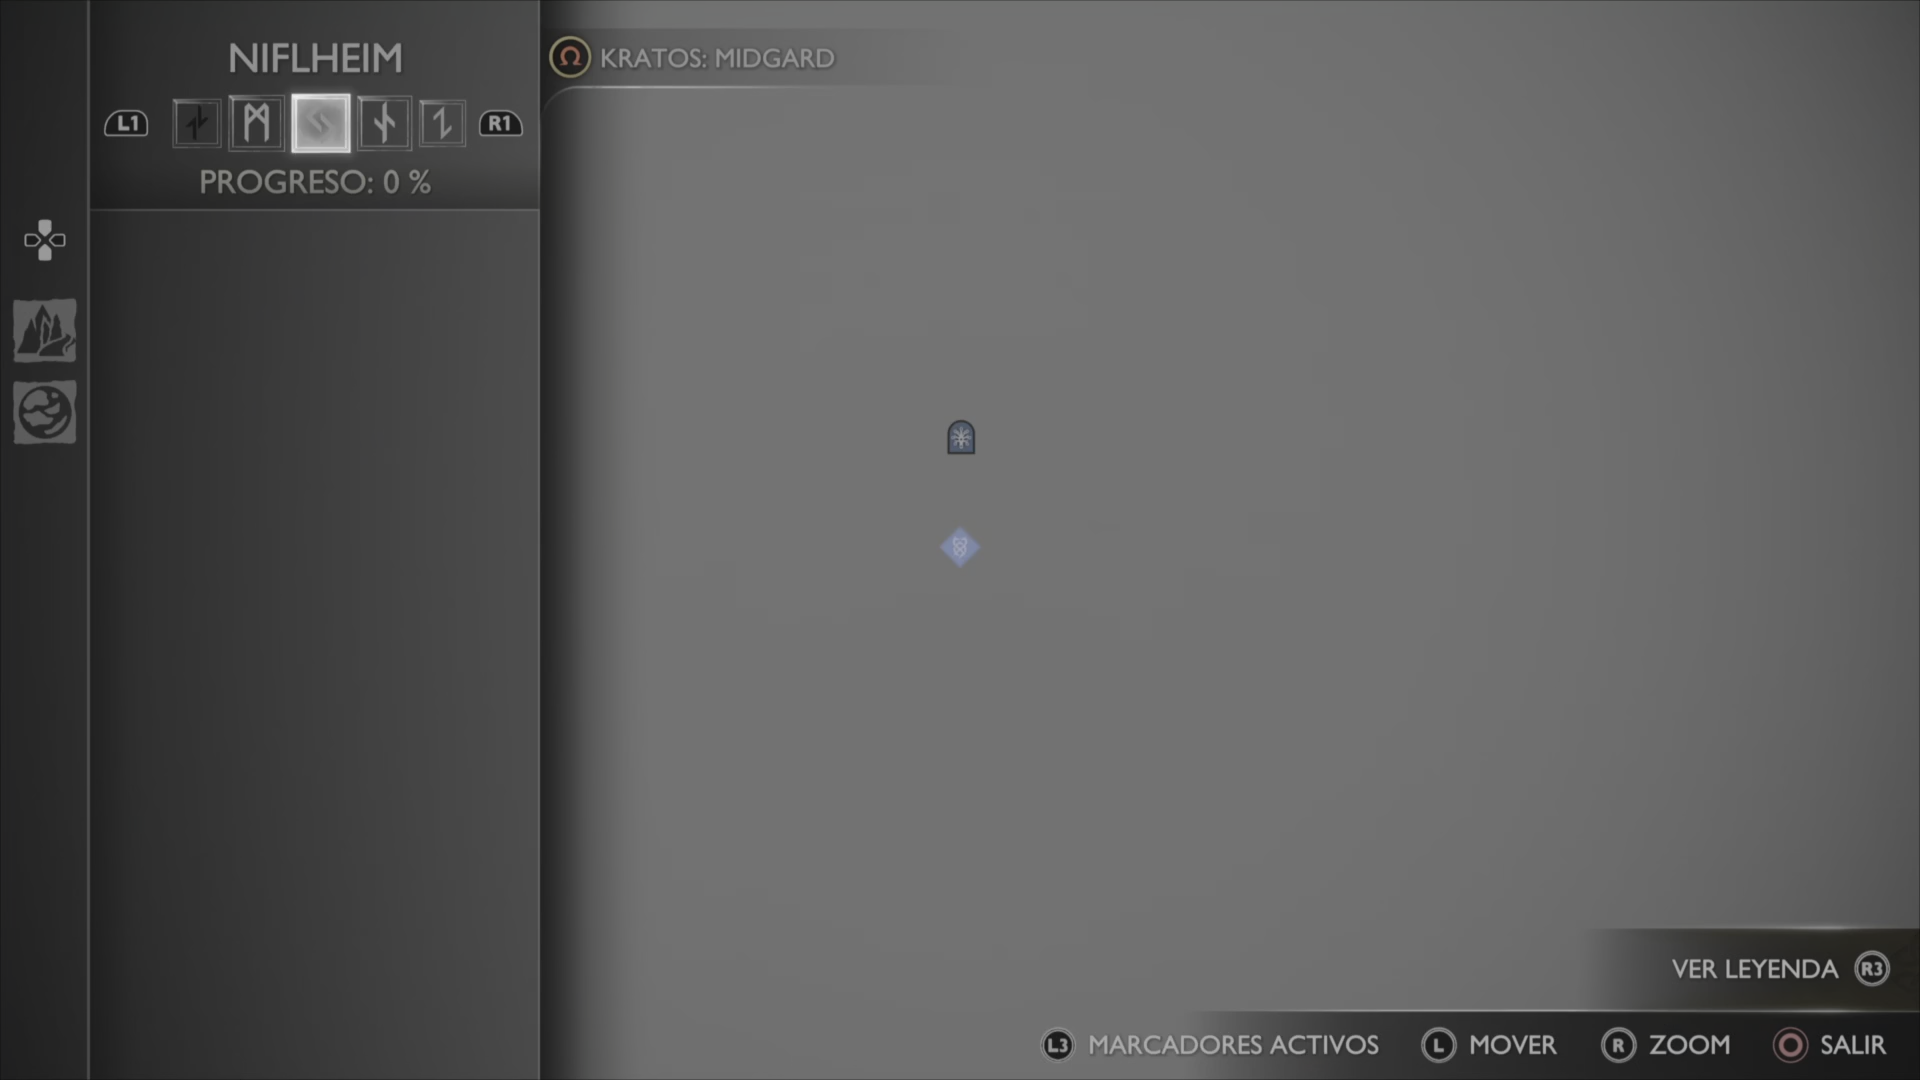 NIFLHEIM
L1
R1
PROGRESO: 0 %
KRATOS: MIDGARD
VER LEYENDA R3
L3 MARCADORES ACTIVOS L MOVER R ZOOM SALIR